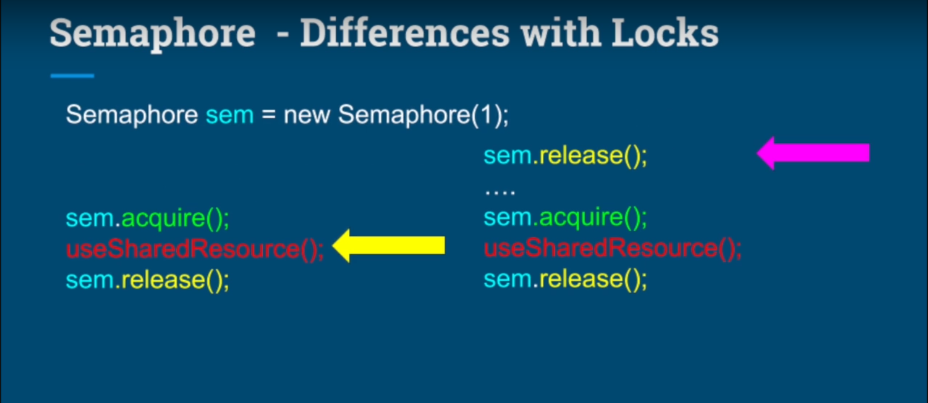 Semaphore - Differences with Locks
Semaphore sem = new Semaphore(1);
sem.acquire();
useSharedResource();
sem.release();
sem.release();
....
sem.acquire();
useSharedResource();
sem.release();